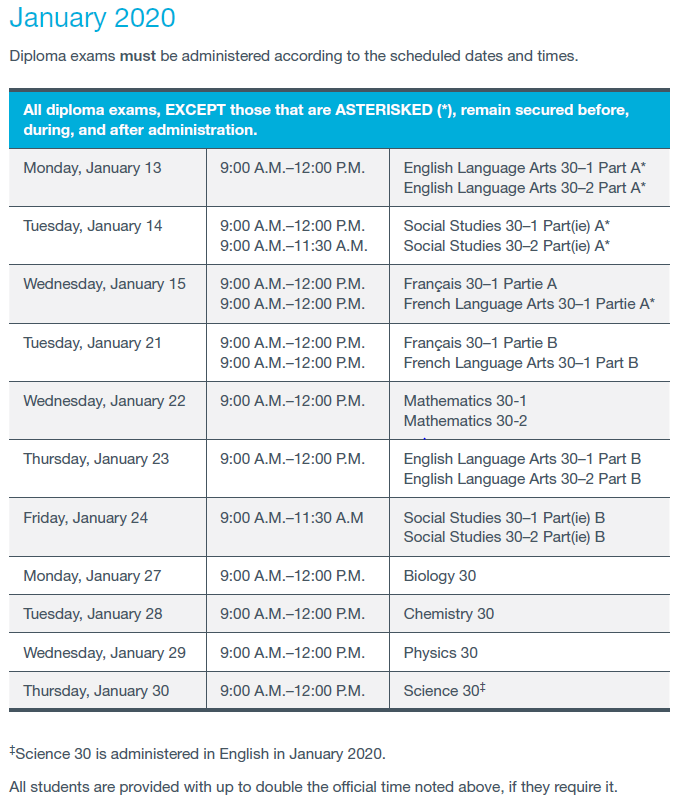 January 2020
Diploma exams must be administered according to the scheduled dates and times.
All diploma exams, EXCEPT those that are ASTERISKED (*), remain secured before,
during, and after administration.
Monday, January 13 9:00 A.M.–12:00 P.M. English Language Arts 30–1 Part A*
English Language Arts 30–2 Part A*
Tuesday, January 14 9:00 A.M.–12:00 P.M. Social Studies 30–1 Part(ie) A*
9:00 A.M.–11:30 A.M. Social Studies 30–2 Part(ie) A*
Wednesday, January 15 9:00 A.M.–12:00 P.M. Français 30–1 Partie A
9:00 A.M.–12:00 P.M. French Language Arts 30–1 Partie A*
Tuesday, January 21 9:00 A.M.–12:00 P.M. Français 30–1 Partie B
9:00 A.M.–12:00 P.M. French Language Arts 30–1 Part B
Wednesday, January 22 9:00 A.M.–12:00 P.M. Mathematics 30-1
Mathematics 30-2
Thursday, January 23 9:00 A.M.–12:00 P.M. English Language Arts 30–1 Part B
English Language Arts 30–2 Part B
Friday, January 24 9:00 A.M.–11:30 A.M Social Studies 30–1 Part(ie) B
Social Studies 30–2 Part(ie) B
Monday, January 27 9:00 A.M.–12:00 P.M. Biology 30
Tuesday, January 28 9:00 A.M.–12:00 P.M. Chemistry 30
Wednesday, January 29 9:00 A.M.–12:00 P.M. Physics 30
Thursday, January 30 9:00 A.M.–12:00 P.M. Science 30‡
‡Science 30 is administered in English in January 2020.
All students are provided with up to double the official time noted above, if they require it.